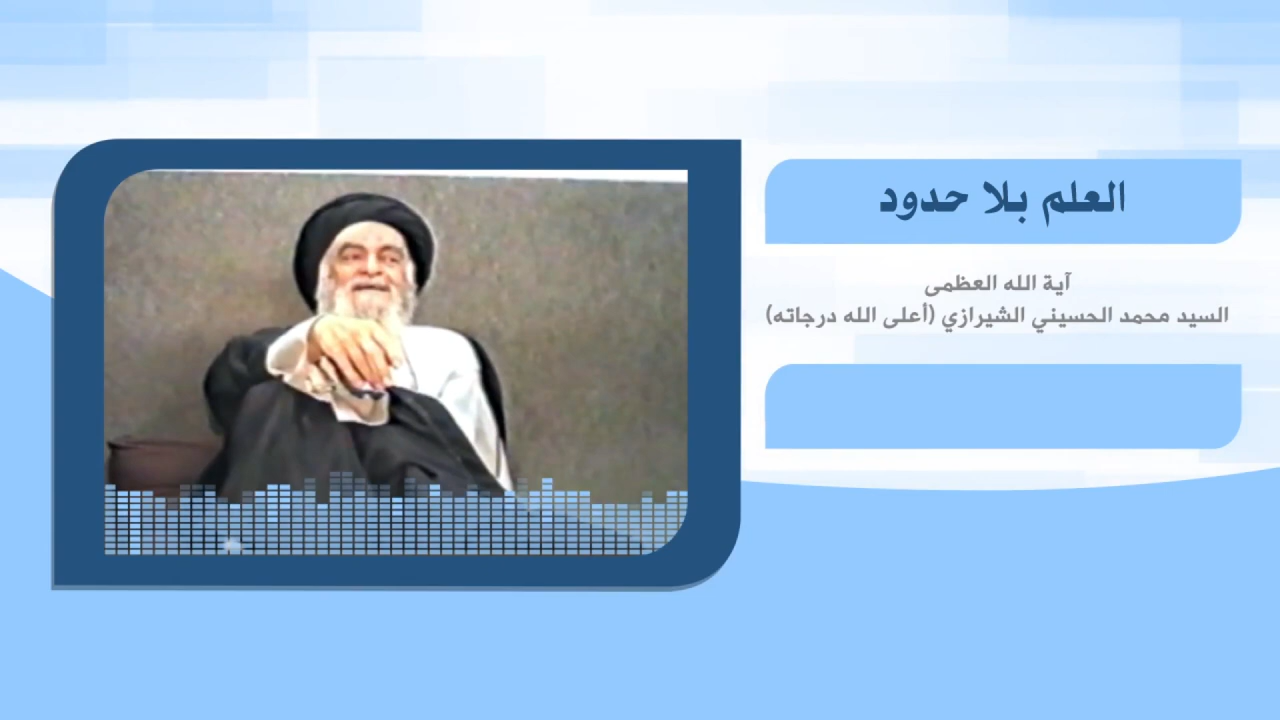 العلم بلا حدود
آية الله العظمى
السيد محمد الحسيني الشيرازي (أعلى الله درجاته)